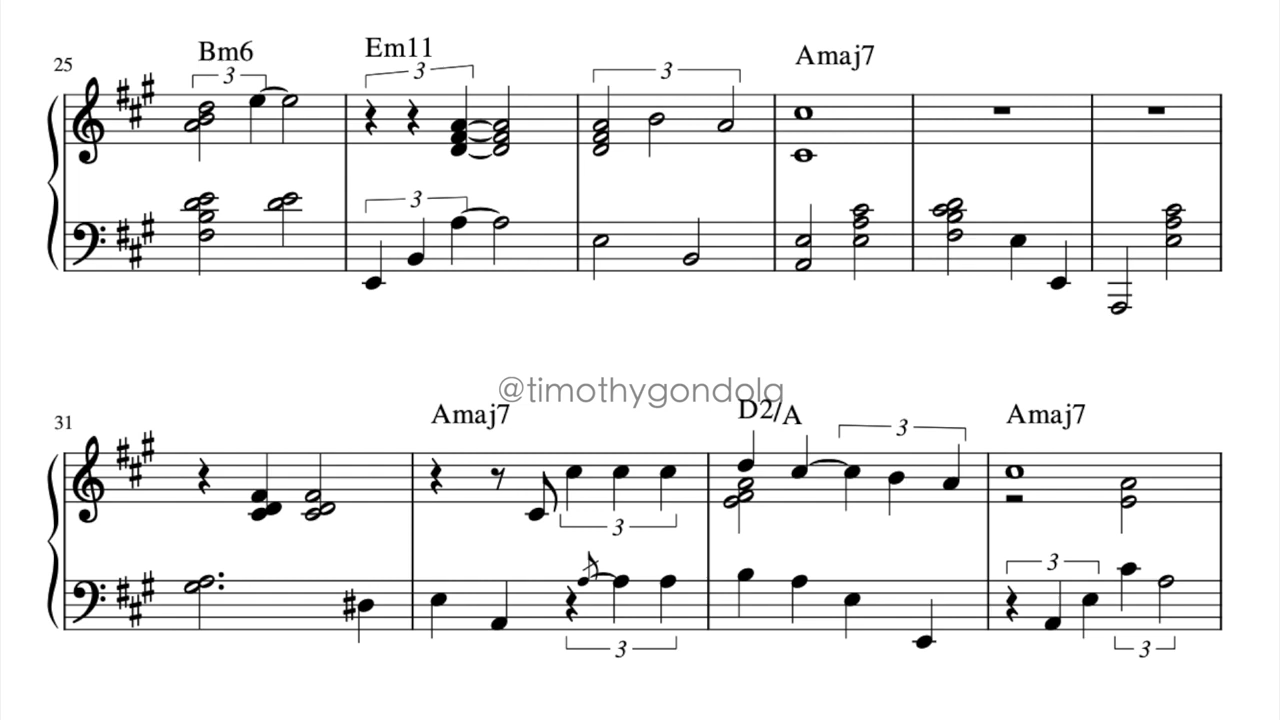 Bm6 Em11 Amaj7
25 3 3 3
3
@timothygondola
Amaj7 D2/A Amaj7
31 3
3
3
3 3